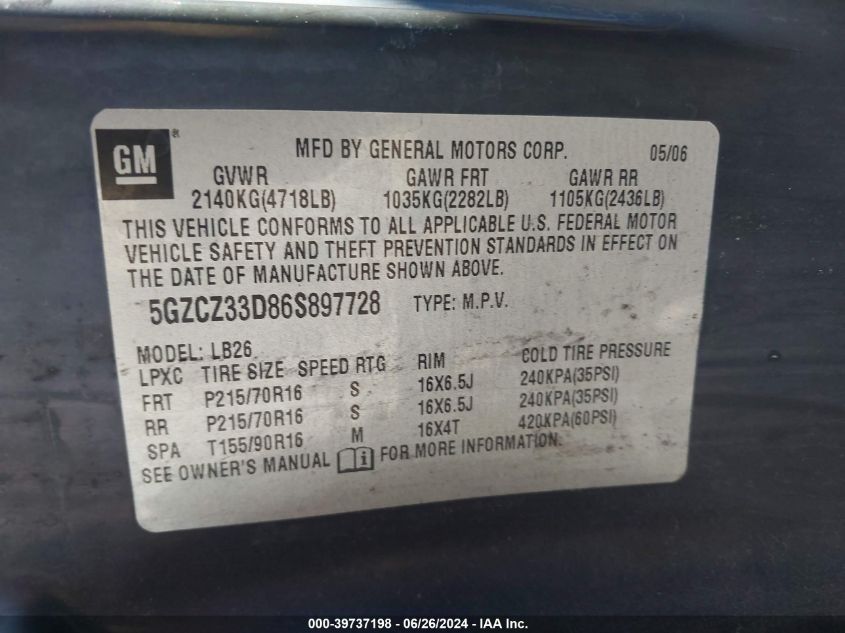 GM®
MFD BY GENERAL MOTORS CORP. 05/06
GVWR GAWR FRT GAWR RR
2140KG(4718LB) 1035KG(2282LB) 1105KG(2436LB)
THIS VEHICLE CONFORMS TO ALL APPLICABLE U.S. FEDERAL MOTOR
VEHICLE SAFETY AND THEFT PREVENTION STANDARDS IN EFFECT ON
THE DATE OF MANUFACTURE SHOWN ABOVE.
5GZCZ33D86S897728 TYPE: M.P.V.
MODEL: LB26
LPXC TIRE SIZE SPEED RTG RIM COLD TIRE PRESSURE
FRT P215/70R16 S 16X6.5J 240KPA(35PSI)
RR P215/70R16 S 16X6.5J 240KPA(35PSI)
SPA T155/90R16 M 16X4T 420KPA(60PSI)
SEE OWNER'S MANUAL i FOR MORE INFORMATION.
000-39737198 - 06/26/2024 - IAA Inc.